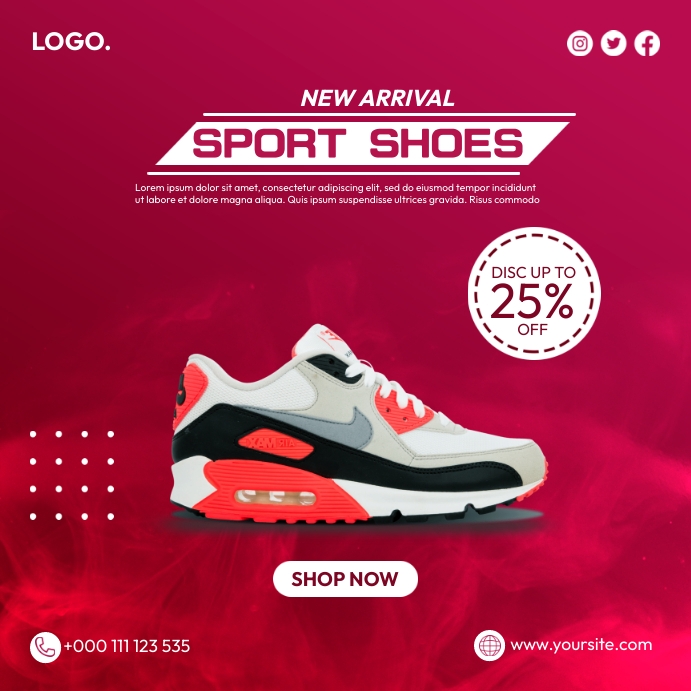 LOGO.
NEW ARRIVAL
SPORT SHOES
Lorem ipsum dolor sit amet, consectetur adipiscing elit, sed do eiusmod tempor incididunt
ut labore et dolore magna aliqua. Quis ipsum suspendisse ultrices gravida. Risus commodo
DISC UP TO
25%
OFF
SHOP NOW
+000 111 123 535
www.yoursite.com